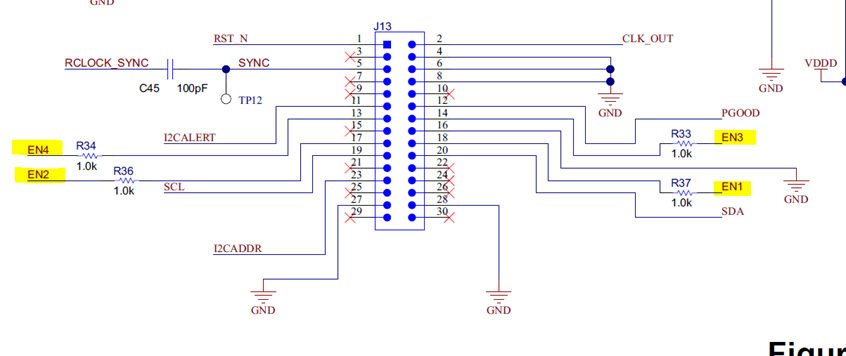 GND
J13
RST_N 1 2 CLK_OUT
3 4
RCLOCK_SYNC SYNC 5 6 VDDD
7 8
C45 100pF 9 10 GND
TP12 11 12 GND
13 14 PGOOD
I2CALERT 15 16 R33 EN3
EN4 R34 17 18 1.0k
1.0k 19 20
EN2 R36 21 22
1.0k SCL 23 24 R37 EN1
25 26 1.0k GND
27 28
29 30 SDA
I2CADDR
GND GND
Figur